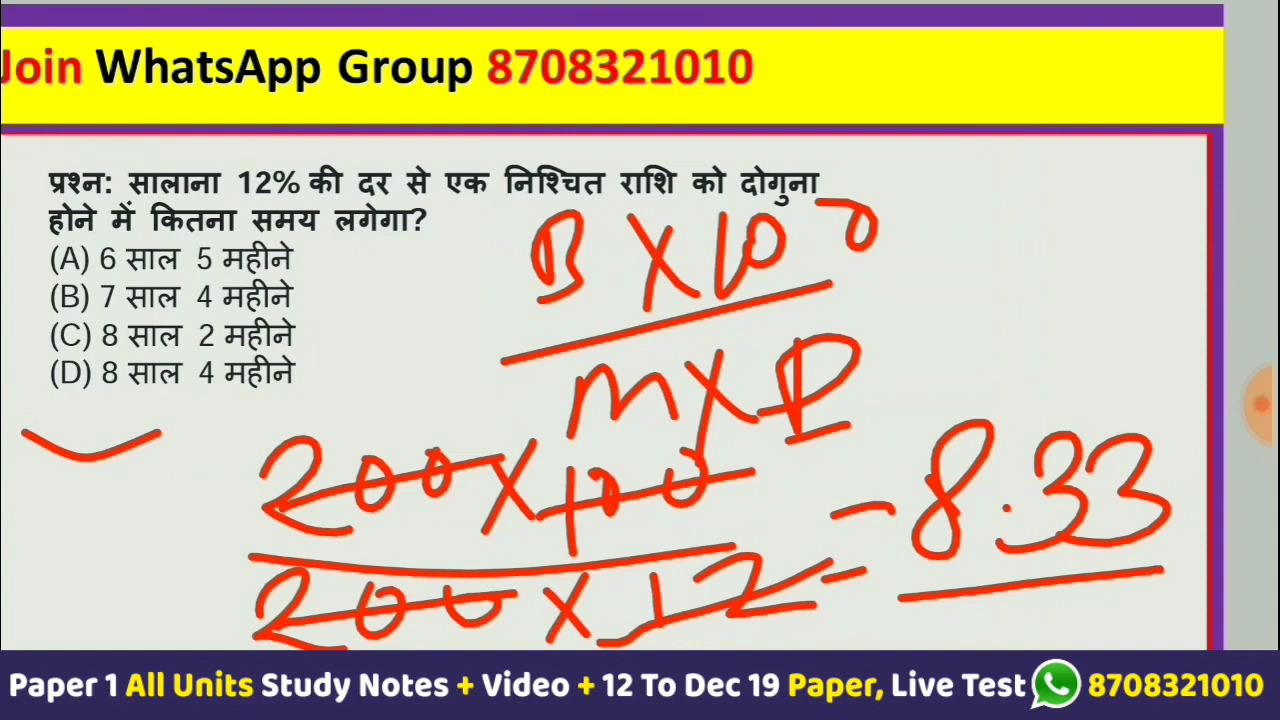 Join WhatsApp Group 8708321010
प्रश्न: सालाना 12% की दर से एक निश्चित राशि को दोगुना
होने में कितना समय लगेगा?
(A) 6 साल 5 महीने
(B) 7 साल 4 महीने
(C) 8 साल 2 महीने
(D) 8 साल 4 महीने
B X 100
M X P
200 X 100
200 X 12
= 8.33
Paper 1 All Units Study Notes + Video + 12 To Dec 19 Paper, Live Test 8708321010